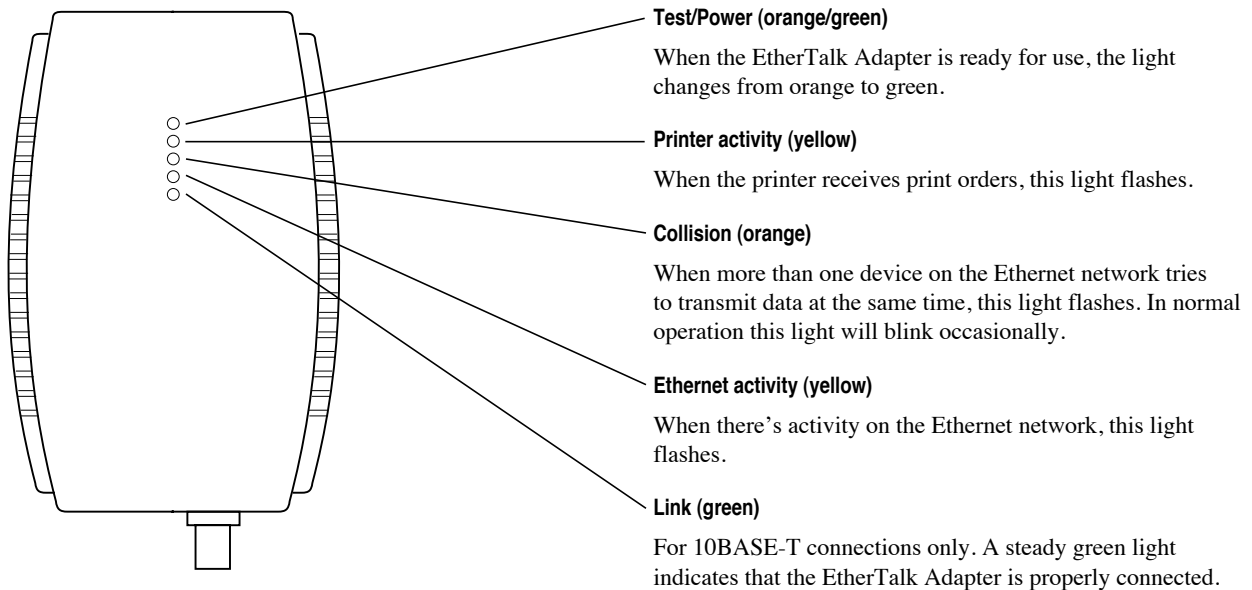 Test/Power (orange/green)
When the EtherTalk Adapter is ready for use, the light
changes from orange to green.
Printer activity (yellow)
When the printer receives print orders, this light flashes.
Collision (orange)
When more than one device on the Ethernet network tries
to transmit data at the same time, this light flashes. In normal
operation this light will blink occasionally.
Ethernet activity (yellow)
When there’s activity on the Ethernet network, this light
flashes.
Link (green)
For 10BASE-T connections only. A steady green light
indicates that the EtherTalk Adapter is properly connected.